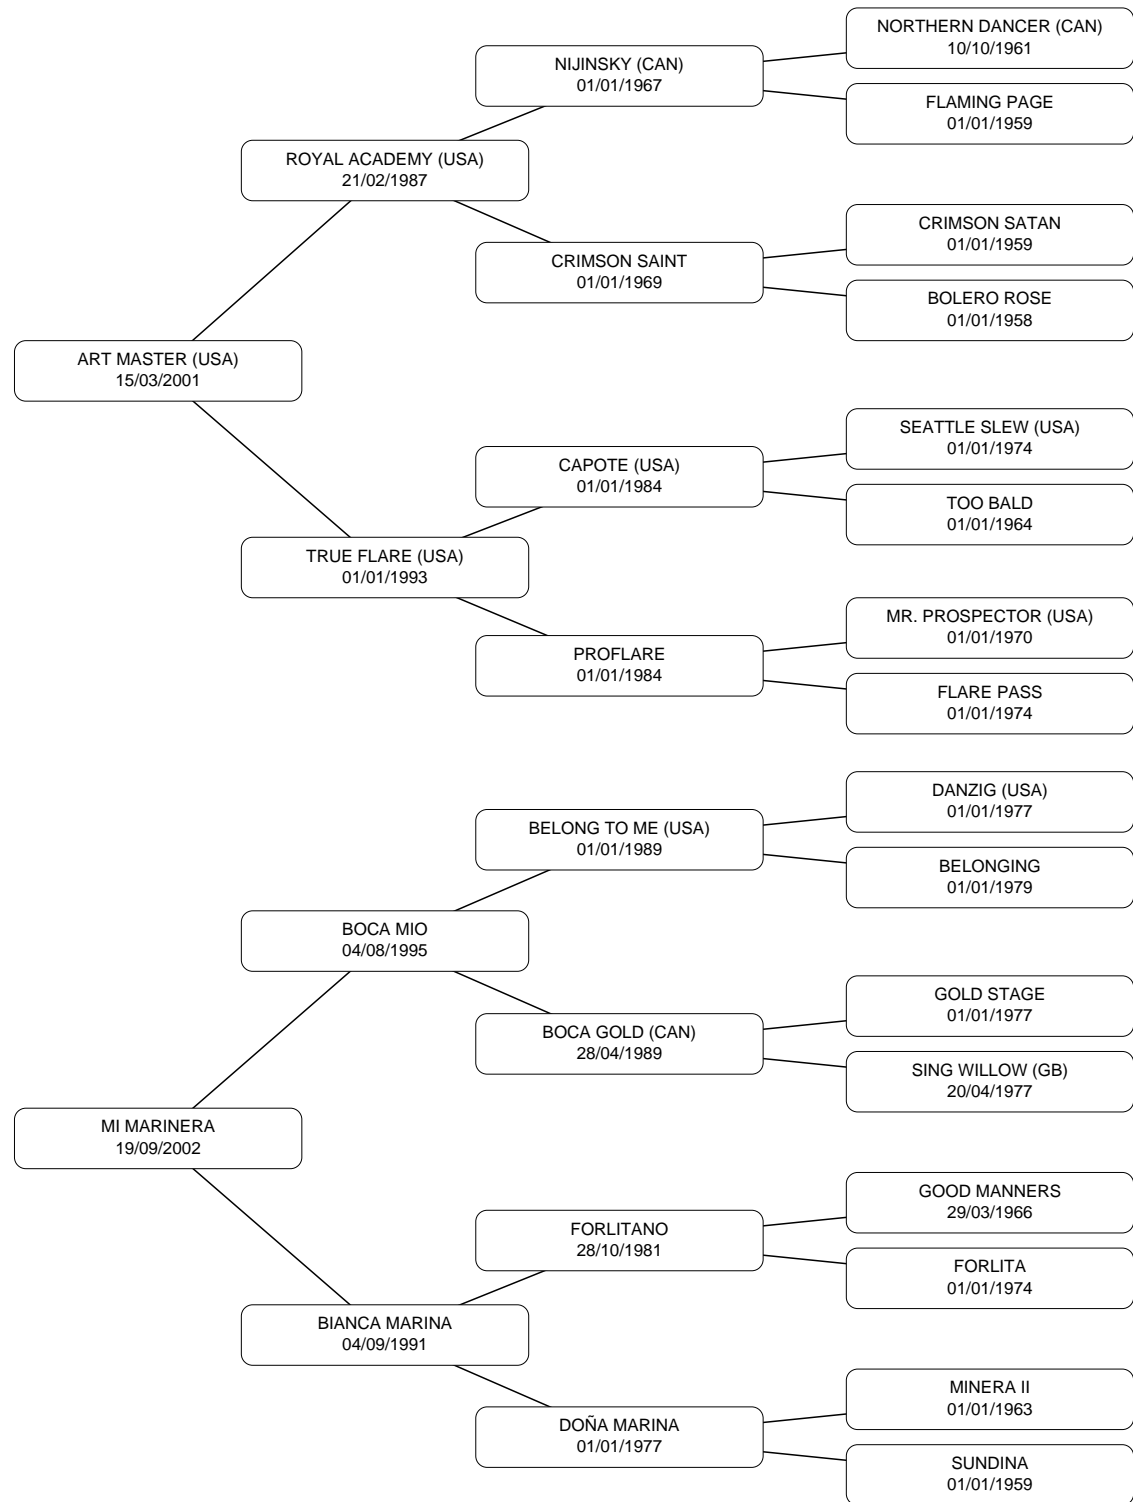 NORTHERN DANCER (CAN)
10/10/1961
NIJINSKY (CAN)
01/01/1967
FLAMING PAGE
01/01/1959
ROYAL ACADEMY (USA)
21/02/1987
CRIMSON SATAN
01/01/1959
CRIMSON SAINT
01/01/1969
BOLERO ROSE
01/01/1958
ART MASTER (USA)
15/03/2001
SEATTLE SLEW (USA)
01/01/1974
CAPOTE (USA)
01/01/1984
TOO BALD
01/01/1964
TRUE FLARE (USA)
01/01/1993
MR. PROSPECTOR (USA)
01/01/1970
PROFLARE
01/01/1984
FLARE PASS
01/01/1974
DANZIG (USA)
01/01/1977
BELONG TO ME (USA)
01/01/1989
BELONGING
01/01/1979
BOCA MIO
04/08/1995
GOLD STAGE
01/01/1977
BOCA GOLD (CAN)
28/04/1989
SING WILLOW (GB)
20/04/1977
MI MARINERA
19/09/2002
GOOD MANNERS
29/03/1966
FORLITANO
28/10/1981
FORLITA
01/01/1974
BIANCA MARINA
04/09/1991
MINERA II
01/01/1963
DOÑA MARINA
01/01/1977
SUNDINA
01/01/1959